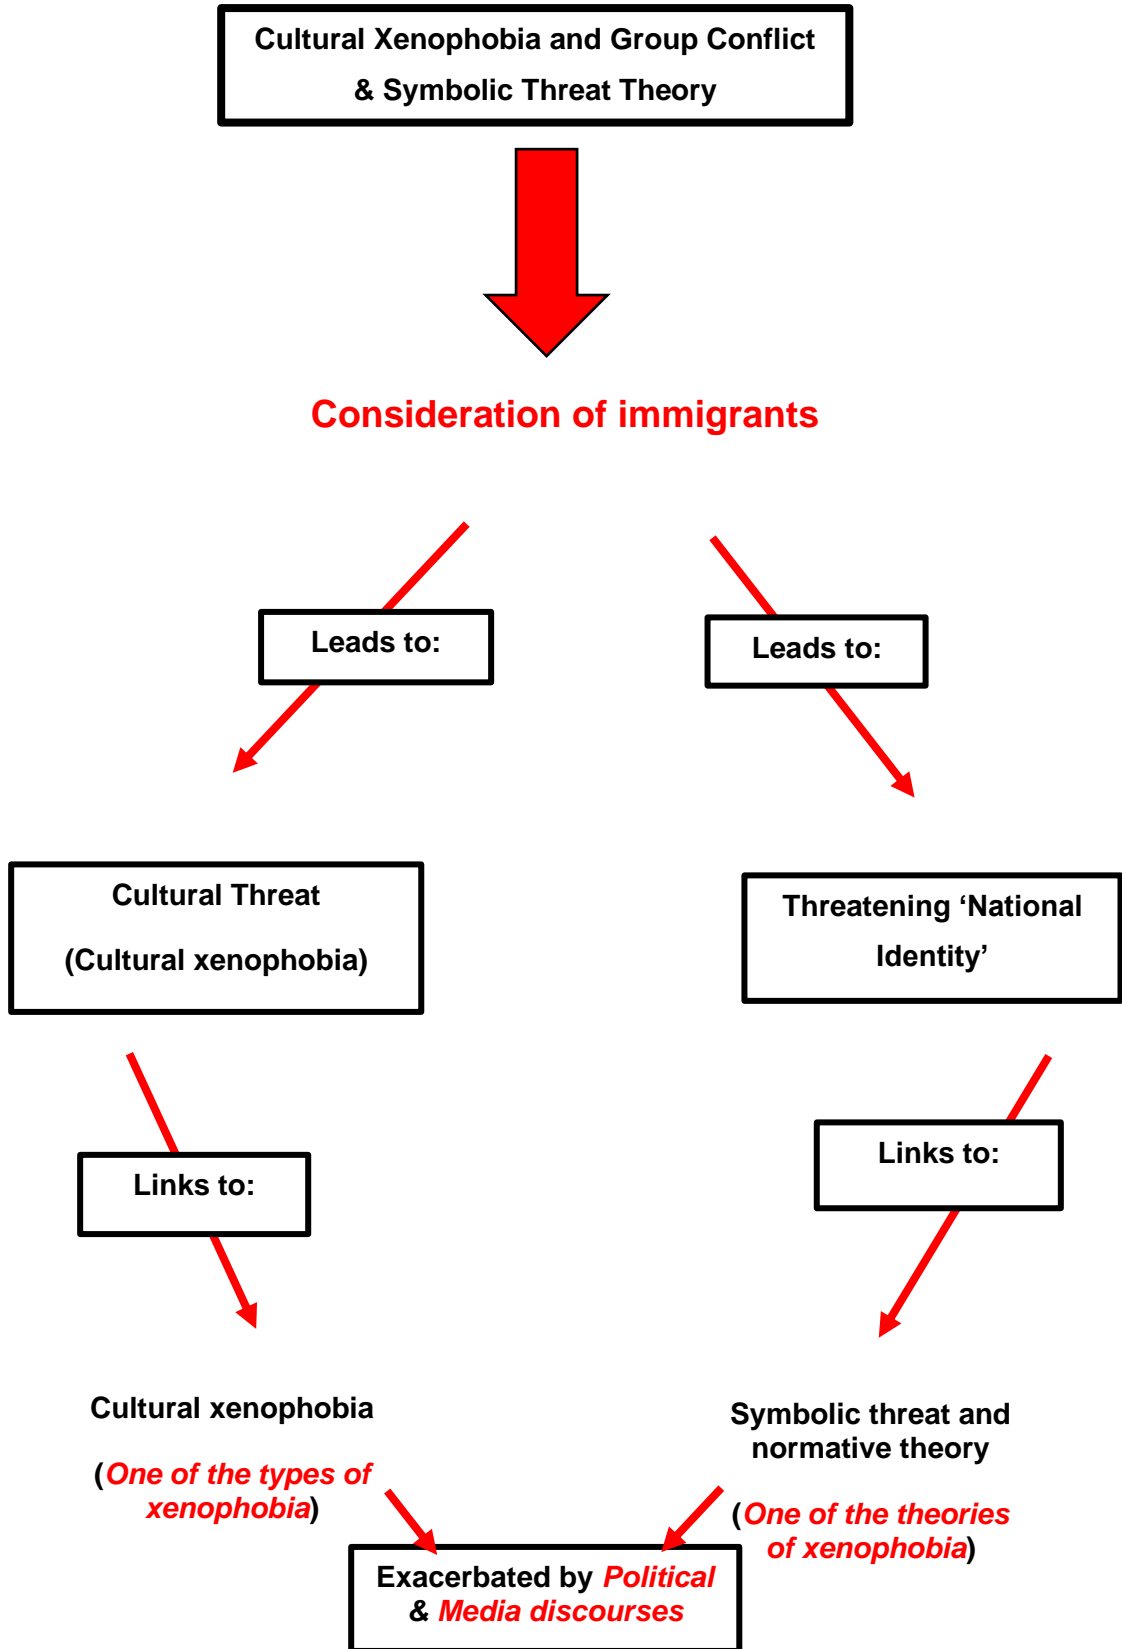 Cultural Xenophobia and Group Conflict
& Symbolic Threat Theory
Consideration of immigrants
Leads to:
Leads to:
Cultural Threat
(Cultural xenophobia)
Threatening ‘National
Identity’
Links to:
Links to:
Cultural xenophobia
(One of the types of
xenophobia)
Symbolic threat and
normative theory
(One of the theories
of xenophobia)
Exacerbated by Political
& Media discourses